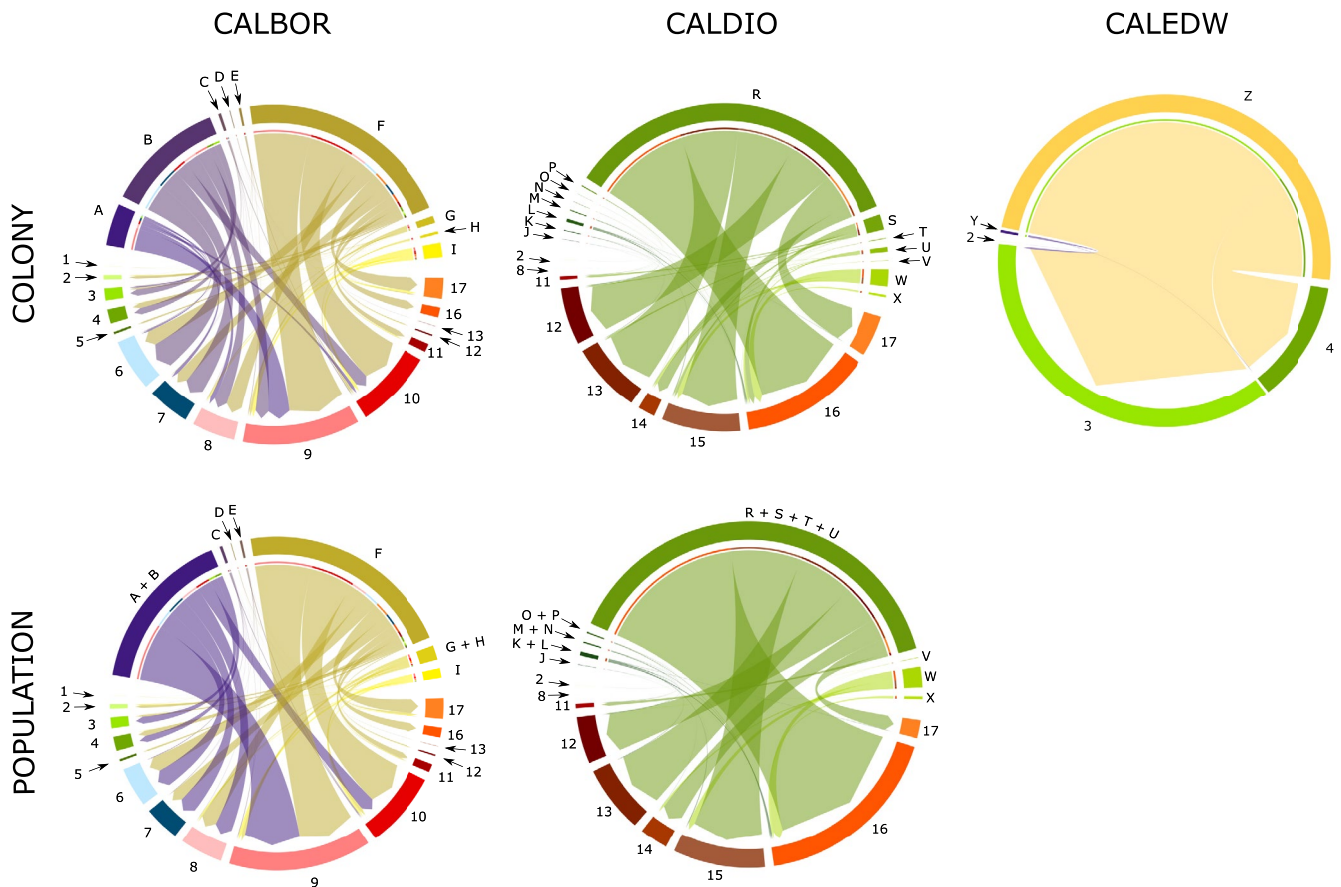 CALBOR
CALDIO
CALEDW
COLONY
C D E
F
B
A
G
H
I
1
2
3
4
5
6
7
8
9
10
11
12
13
16
17
R
P
O
N
M
L
K
J
2
8
11
12
13
14
15
16
17
S
T
U
V
W
X
Z
Y
2
3
4
POPULATION
D E
C
F
A + B
G + H
I
1
2
3
4
5
6
7
8
9
10
11
12
13
16
17
R + S + T + U
O + P
M + N
K + L
J
2
8
11
12
13
14
15
16
17
V
W
X